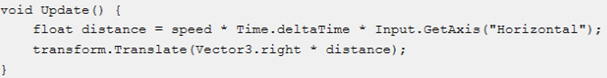 void Update() {
    float distance = speed * Time.deltaTime * Input.GetAxis("Horizontal");
    transform.Translate(Vector3.right * distance);
}